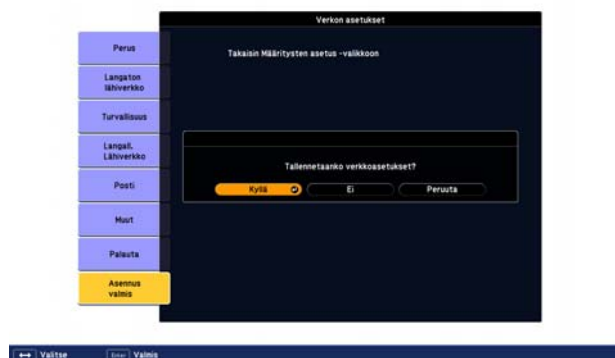 Verkon asetukset
Perus
Takaisin Määritysten asetus -valikkoon
Langaton
lähiverkko
Turvallisuus
Langall.
Lähiverkko
Tallennetaanko verkkoasetukset?
Posti
Kyllä
Ei
Peruuta
Muut
Palauta
Asennus
valmis
Valitse
Enter
Valmis